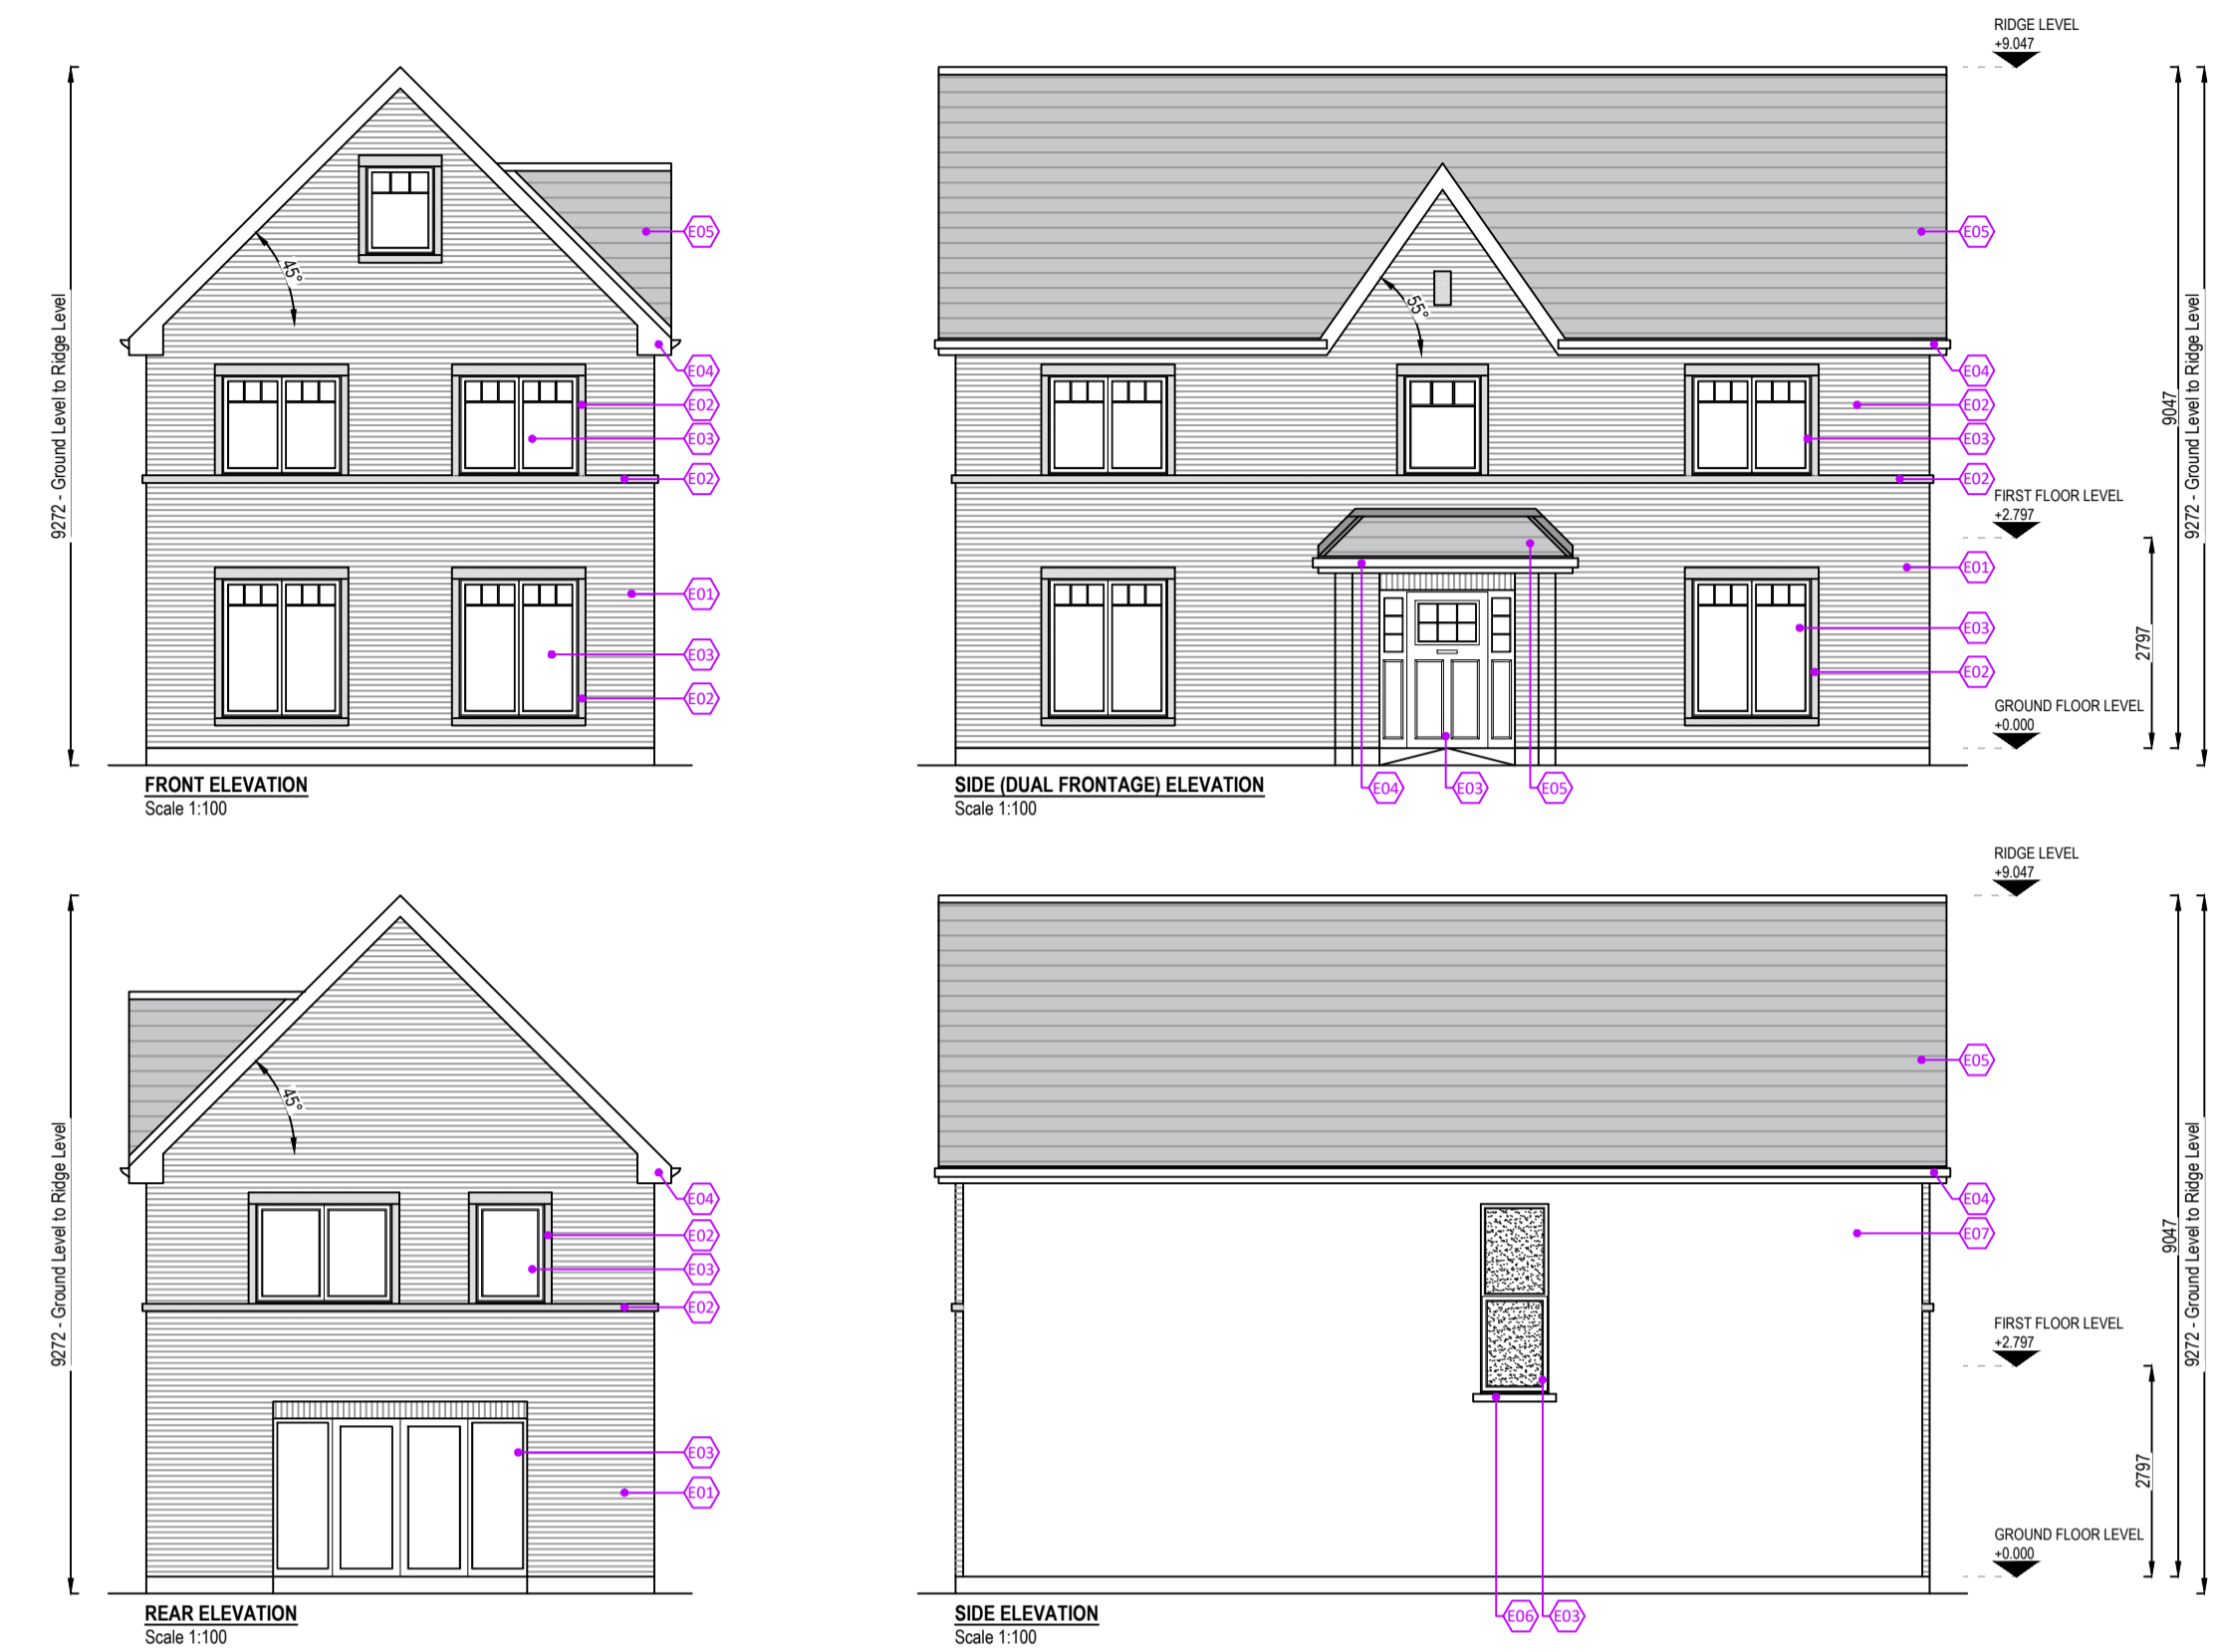 RIDGE LEVEL
+9.047
9272 - Ground Level to Ridge Level
45°
E05
E04
E02
E03
E02
E01
E03
E02
FRONT ELEVATION
Scale 1:100
55°
E05
E04
E02
E03
E02
FIRST FLOOR LEVEL
+2.797
E01
E03
E02
GROUND FLOOR LEVEL
+0.000
E04
E03
E05
2797
9047
9272 - Ground Level to Ridge Level
SIDE (DUAL FRONTAGE) ELEVATION
Scale 1:100
9272 - Ground Level to Ridge Level
45°
E04
E02
E03
E02
E03
E01
REAR ELEVATION
Scale 1:100
RIDGE LEVEL
+9.047
E05
E04
E07
FIRST FLOOR LEVEL
+2.797
GROUND FLOOR LEVEL
+0.000
E06
E03
2797
9047
9272 - Ground Level to Ridge Level
SIDE ELEVATION
Scale 1:100